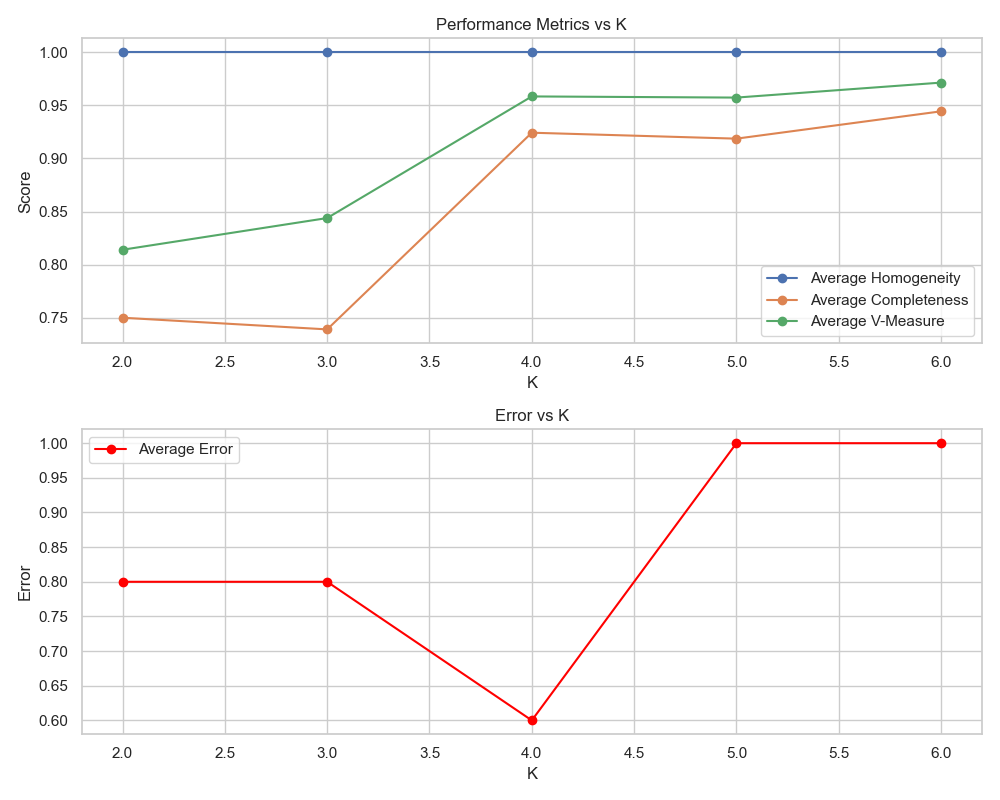 Performance Metrics vs K
1.00
0.95
0.90
0.85
0.80
0.75
Score
Average Homogeneity
Average Completeness
Average V-Measure
2.0 2.5 3.0 3.5 4.0 4.5 5.0 5.5 6.0
K
Error vs K
Average Error
1.00
0.95
0.90
0.85
0.80
0.75
0.70
0.65
0.60
Error
2.0 2.5 3.0 3.5 4.0 4.5 5.0 5.5 6.0
K